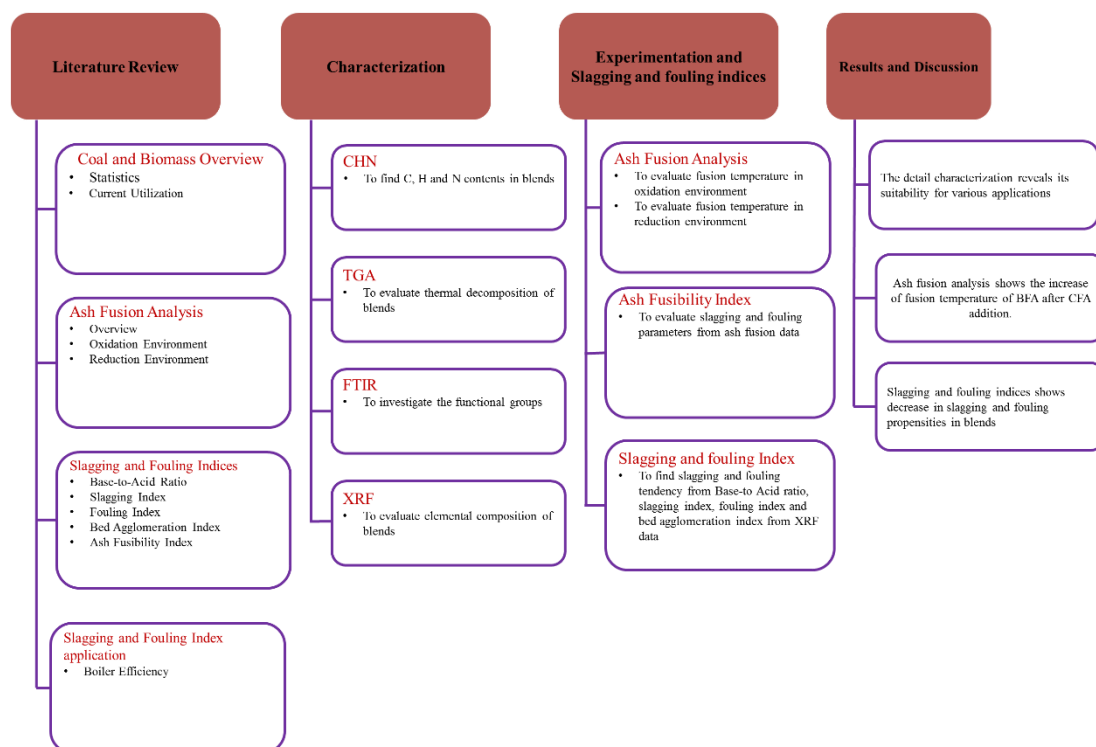 Literature Review
Coal and Biomass Overview
• Statistics
• Current Utilization
Ash Fusion Analysis
• Overview
• Oxidation Environment
• Reduction Environment
Slagging and Fouling Indices
• Base-to-Acid Ratio
• Slagging Index
• Fouling Index
• Bed Agglomeration Index
• Ash Fusibility Index
Slagging and Fouling Index
application
• Boiler Efficiency
Characterization
CHN
• To find C, H and N contents in blends
TGA
• To evaluate thermal decomposition of
blends
FTIR
• To investigate the functional groups
XRF
• To evaluate elemental composition of
blends
Experimentation and
Slagging and fouling indices
Ash Fusion Analysis
• To evaluate fusion temperature in
oxidation environment
• To evaluate fusion temperature in
reduction environment
Ash Fusibility Index
• To evaluate slagging and fouling
parameters from ash fusion data
Slagging and fouling Index
• To find slagging and fouling
tendency from Base-to Acid ratio,
slagging index, fouling index and
bed agglomeration index from XRF
data
Results and Discussion
The detail characterization reveals its
suitability for various applications
Ash fusion analysis shows the increase
of fusion temperature of BFA after CFA
addition.
Slagging and fouling indices shows
decrease in slagging and fouling
propensities in blends